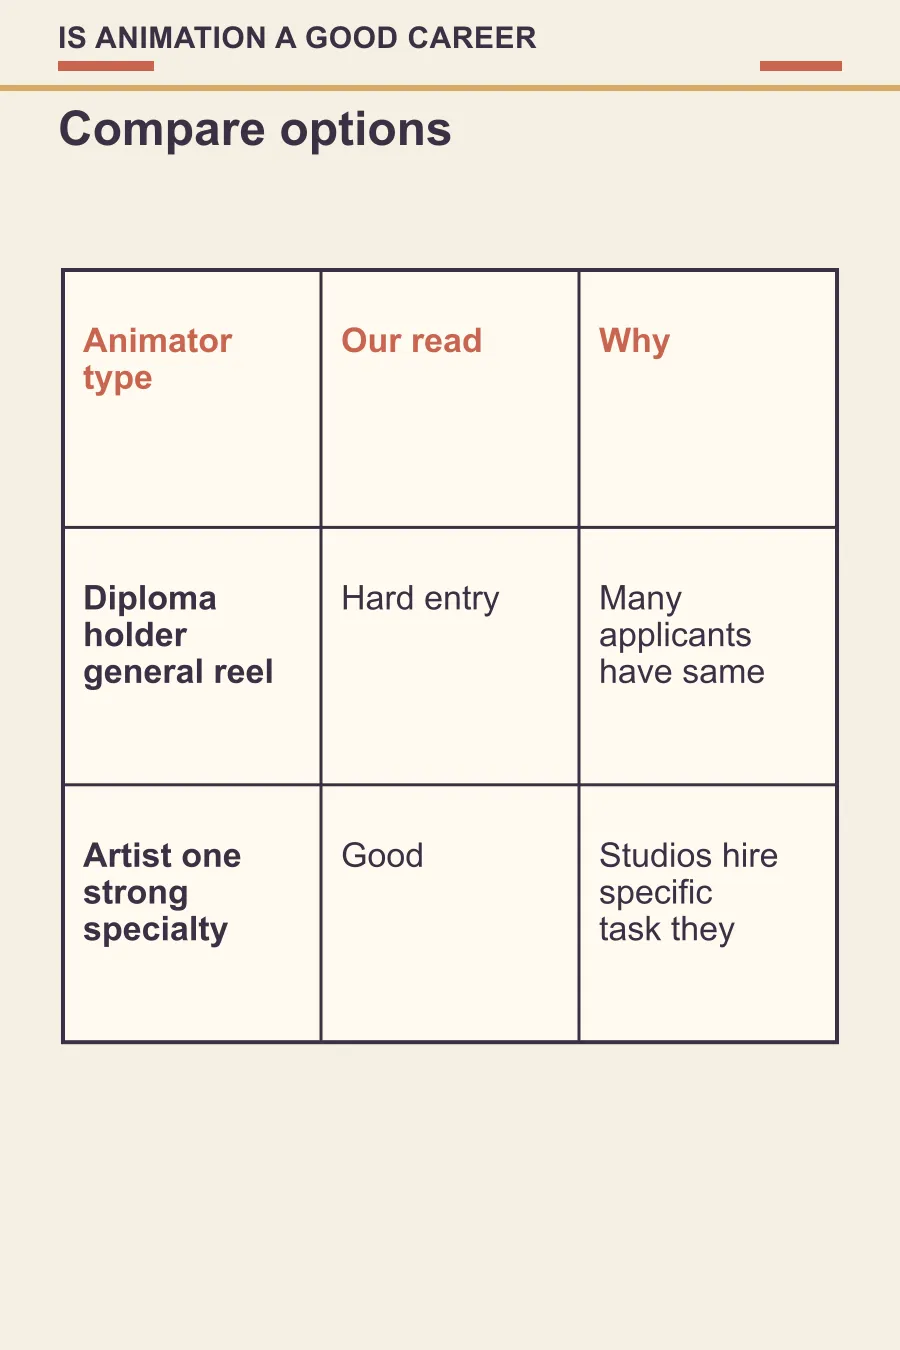 IS ANIMATION A GOOD CAREER
Compare options
Animator
type
Our read
Why
Diploma
holder
general reel
Hard entry
Many
applicants
have same
Artist one
strong
specialty
Good
Studios hire
specific
task they